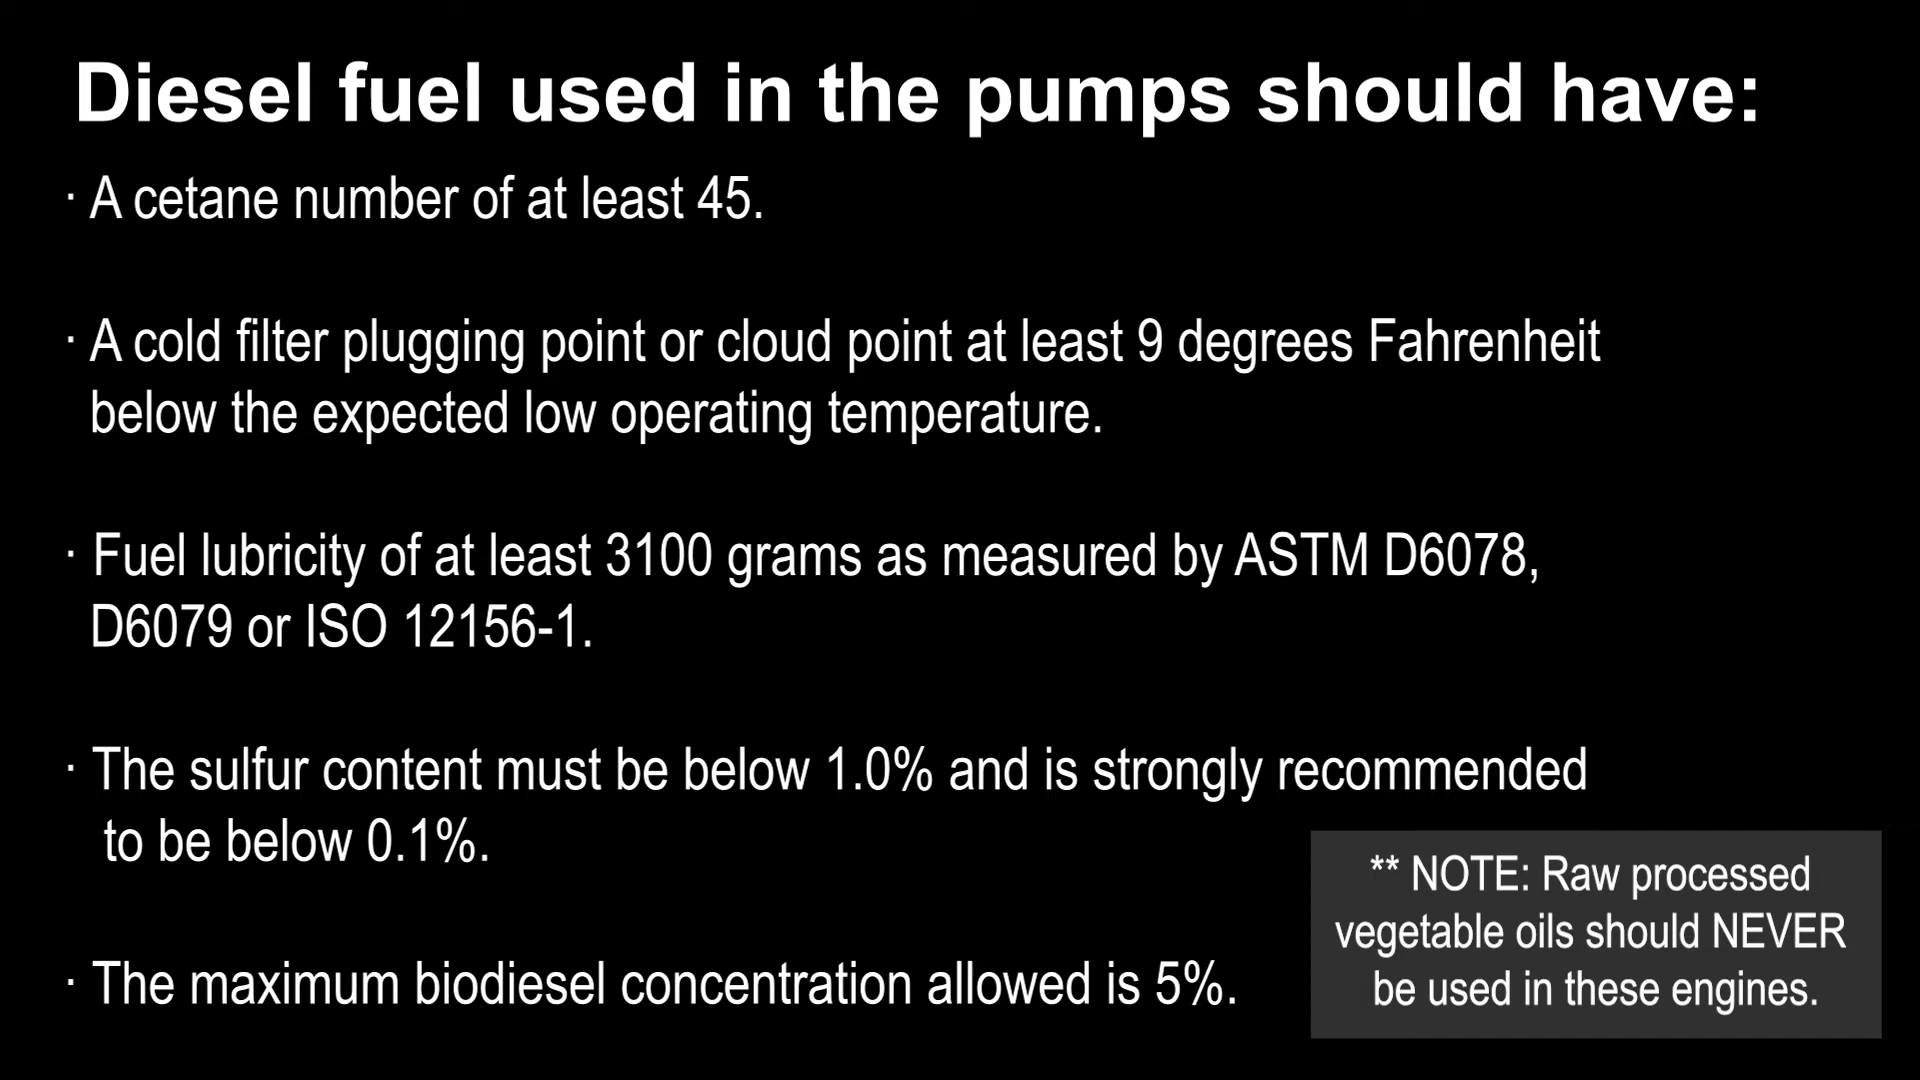 Diesel fuel used in the pumps should have:
· A cetane number of at least 45.
· A cold filter plugging point or cloud point at least 9 degrees Fahrenheit
below the expected low operating temperature.
· Fuel lubricity of at least 3100 grams as measured by ASTM D6078,
D6079 or ISO 12156-1.
· The sulfur content must be below 1.0% and is strongly recommended
to be below 0.1%.
· The maximum biodiesel concentration allowed is 5%.
** NOTE: Raw processed
vegetable oils should NEVER
be used in these engines.